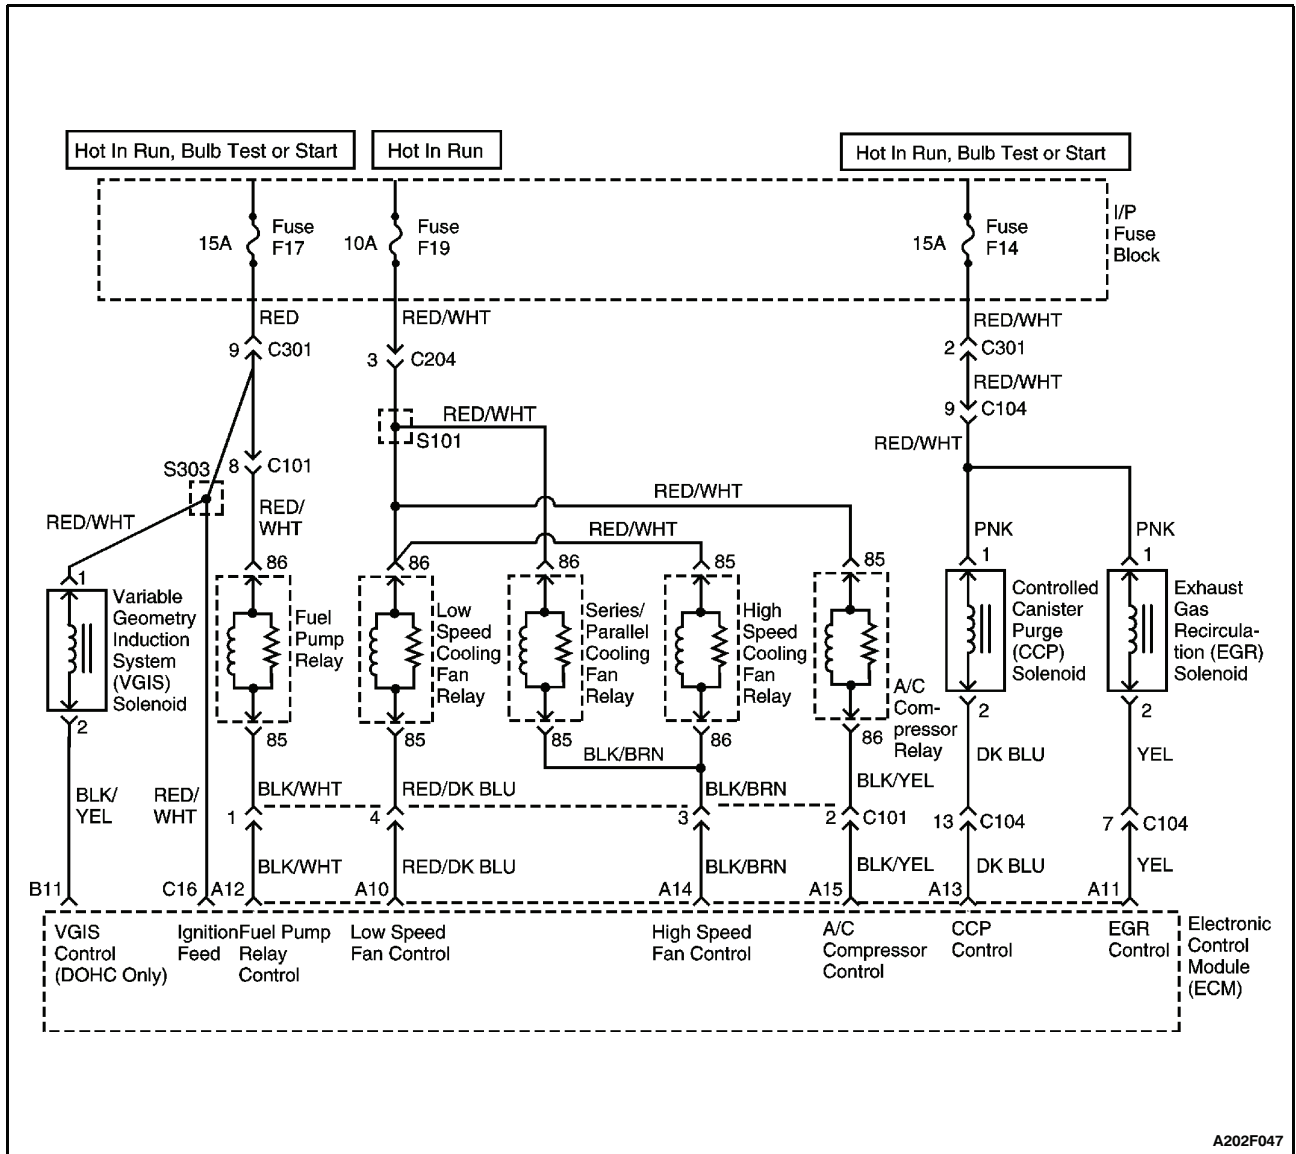 Hot In Run, Bulb Test or Start
Hot In Run
Hot In Run, Bulb Test or Start
15A
Fuse
F17
10A
Fuse
F19
15A
Fuse
F14
I/P
Fuse
Block
RED
RED/WHT
RED/WHT
9
C301
3
C204
2
C301
RED/WHT
9
C104
RED/WHT
RED/WHT
S101
S303
8
C101
RED/WHT
RED/
WHT
RED/WHT
RED/WHT
PNK
PNK
1
86
86
86
85
85
1
1
Variable
Geometry
Induction
System
(VGIS)
Solenoid
Fuel
Pump
Relay
Low
Speed
Cooling
Fan
Relay
Series/
Parallel
Cooling
Fan
Relay
High
Speed
Cooling
Fan
Relay
A/C
Com-
pressor
Relay
Controlled
Canister
Purge
(CCP)
Solenoid
Exhaust
Gas
Recircula-
tion (EGR)
Solenoid
2
85
85
85
86
86
2
2
BLK/BRN
DK BLU
YEL
BLK/
YEL
RED/
WHT
BLK/WHT
RED/DK BLU
BLK/BRN
BLK/YEL
1
4
3
2
C101
13
C104
7
C104
BLK/WHT
RED/DK BLU
BLK/BRN
BLK/YEL
DK BLU
YEL
B11
C16
A12
A10
A14
A15
A13
A11
VGIS
Control
(DOHC Only)
Ignition
Feed
Fuel Pump
Relay
Control
Low Speed
Fan Control
High Speed
Fan Control
A/C
Compressor
Control
CCP
Control
EGR
Control
Electronic
Control
Module
(ECM)
A202F047